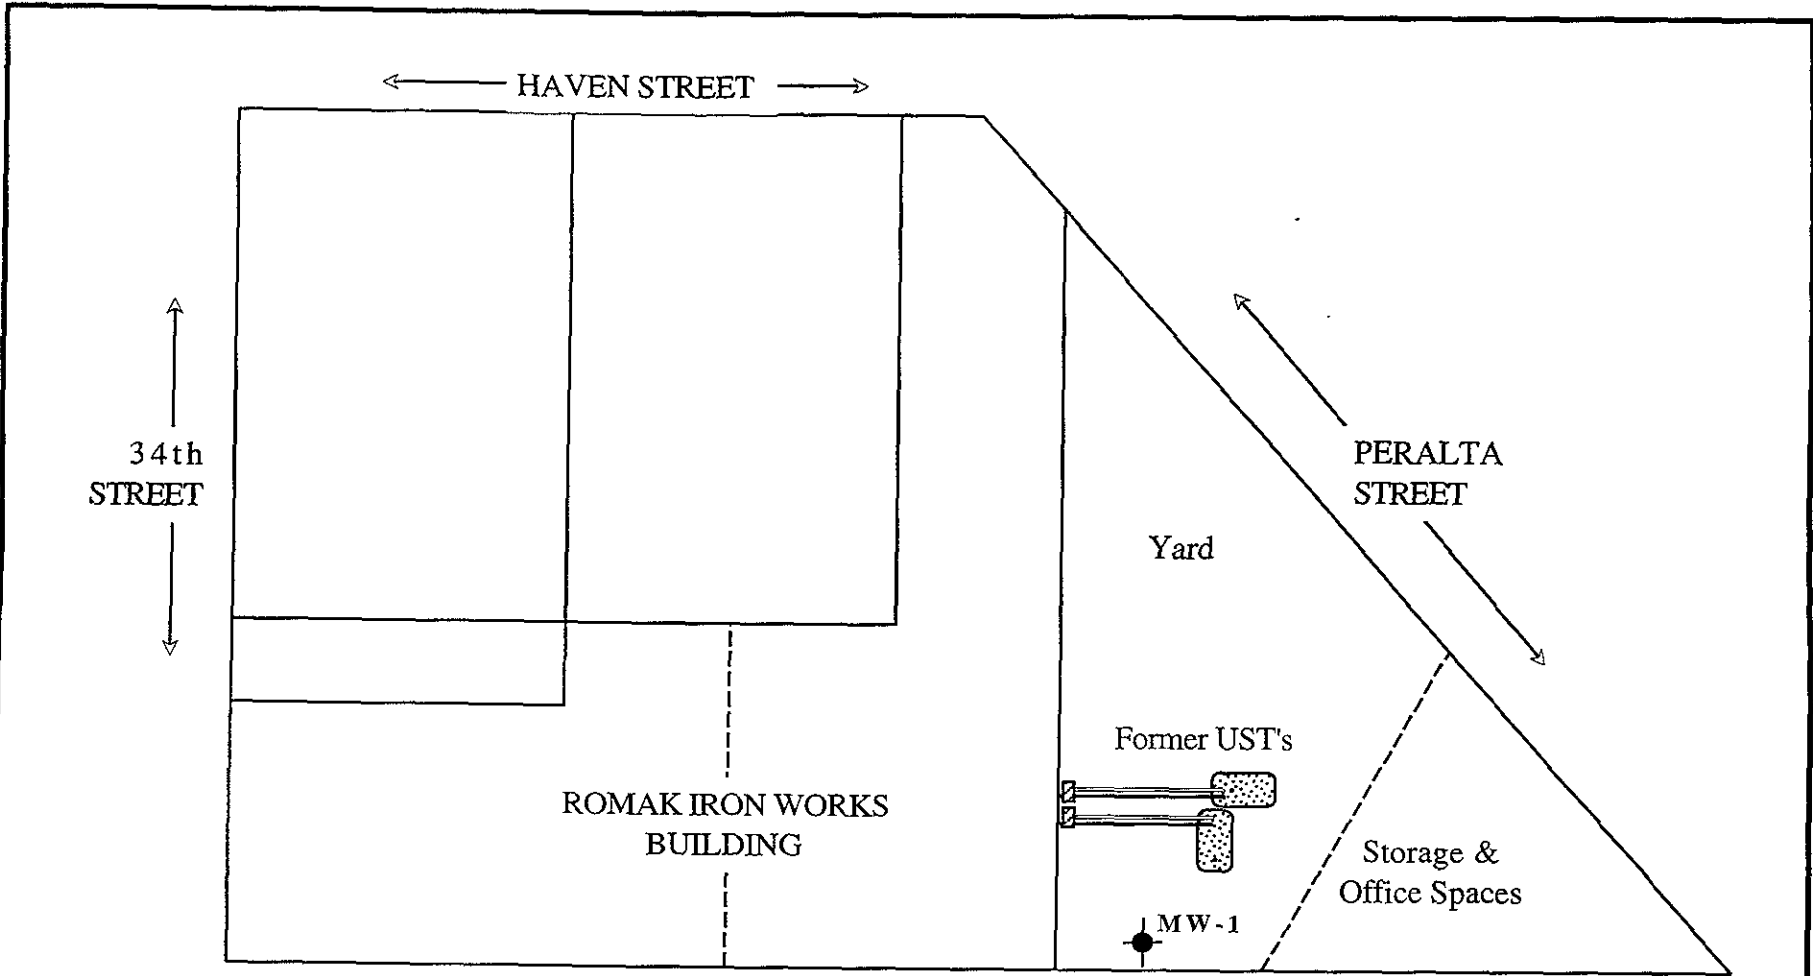 HAVEN STREET
34th
STREET
PERALTA
STREET
Yard
Former UST's
ROMAK IRON WORKS
BUILDING
Storage &
Office Spaces
MW-1